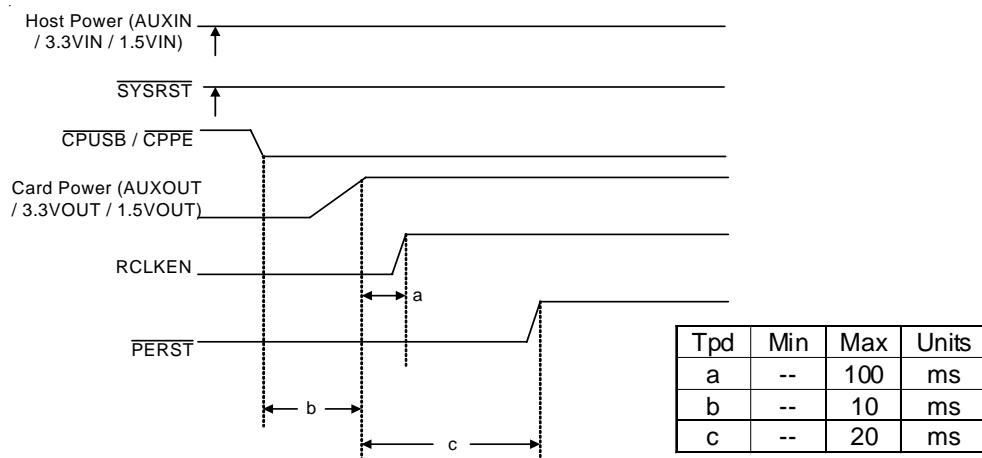 Host Power (AUXIN
/ 3.3VIN / 1.5VIN)
SYSRST
CPUSB / CPPE
Card Power (AUXOUT
/ 3.3VOUT / 1.5VOUT)
RCLKEN
a
PERST
b
c
Tpd Min Max Units
a -- 100 ms
b -- 10 ms
c -- 20 ms